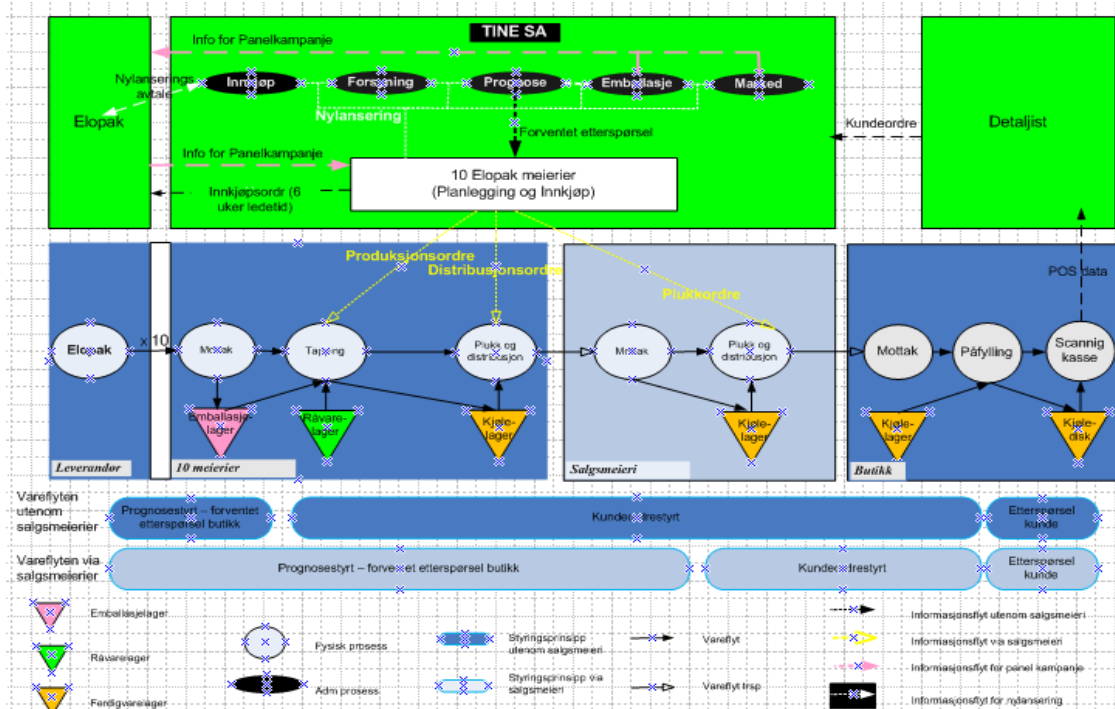 TINE SA
Info for Panelkampanje
Nylanserings
avtale
Innkjøp
Forskning
Prognose
Emballasje
Marked
Nylansering
Elopak
Forventet etterspørsel
Kundeordre
Detaljist
Info for Panelkampanje
10 Elopak meierier
(Planlegging og Innkjøp)
Innkjøpsordr (6
uker ledetid)
Produksjonsordre
Distribusjonsordre
Plukkordre
POS data
Elopak
x 10
Mottak
Tapping
Plukk og
distribusjon
Mottak
Plukk og
distribusjon
Mottak
Påfylling
Scannig
kasse
Emballasje-
lager
Råvare-
lager
Kjøle-
lager
Kjøle-
lager
Kjøle-
lager
Kjøle-
disk
Leverandør
10 meierier
Salgsmeieri
Butikk
Vareflyten
utenom
salgsmeierier
Prognosestyrt – forventet
etterspørsel butikk
Kundeordrestyrt
Etterspørsel
kunde
Vareflyten via
salgsmeierier
Prognosestyrt – forventet etterspørsel butikk
Kundeordrestyrt
Etterspørsel
kunde
Emballasjelager
Råvarelager
Ferdigvarelager
Fysisk prosess
Adm prosess
Styringsprinsipp
utenom salgsmeieri
Styringsprinsipp via
salgsmeieri
Vareflyt
Vareflyt trsp
Informasjonsflyt utenom salgsmeieri
Informasjonsflyt via salgsmeieri
Informasjonsflyt for panel kampanje
Informasjonsflyt for nylansering